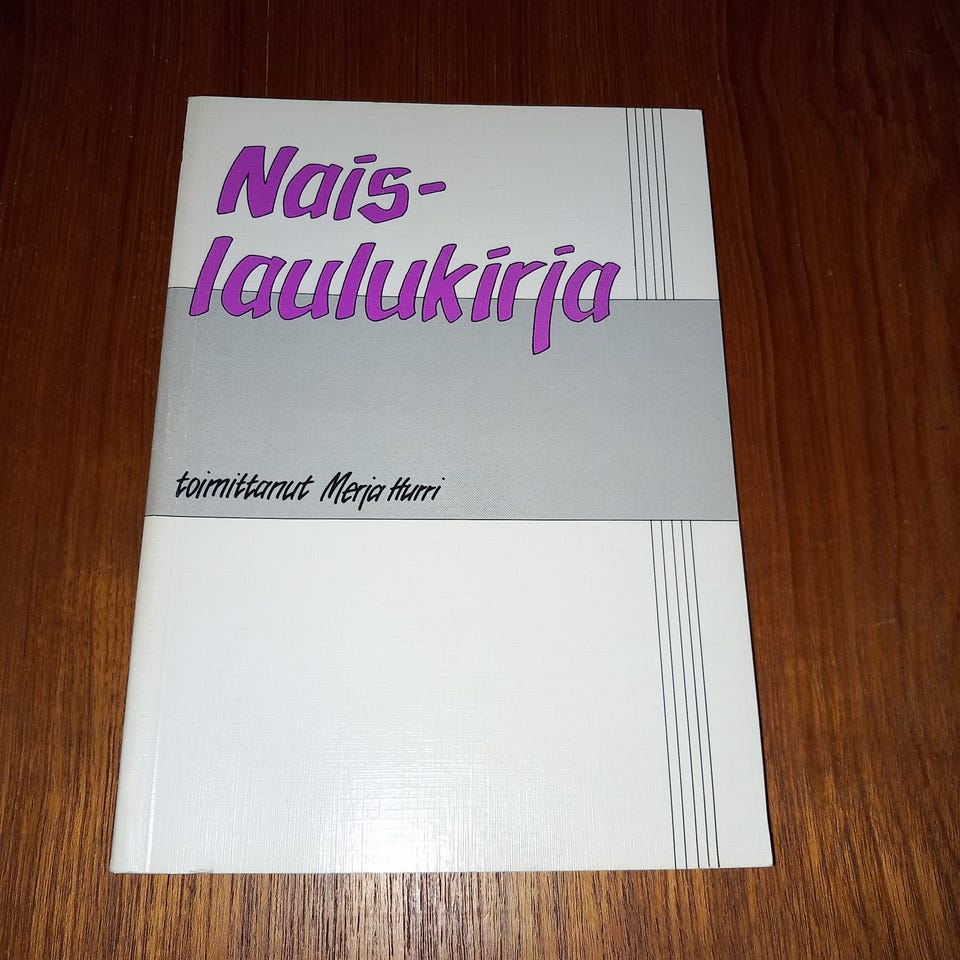 Nais-
laulukirja
toimittanut Merja Hurri